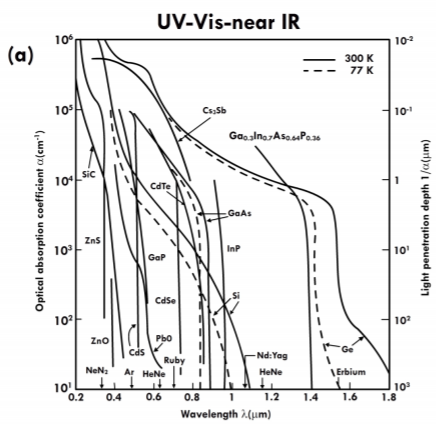 UV-Vis-near IR
(a)
300 K
77 K
Optical absorption coefficient α(cm⁻¹)
10⁶
10⁵
10⁴
10³
10²
10¹
Light penetration depth 1/α(μm)
10⁻²
10⁻¹
1
10¹
10²
10³
Cs₃Sb
Ga₀.₃In₀.₇As₀.₆₄P₀.₃₆
SiC
CdTe
GaAs
ZnS
GaP
InP
CdSe
Si
ZnO
CdS
PbO
Ruby
Nd:Yag
Ge
NeN₂
Ar
HeNe
HeNe
Erbium
0.2 0.4 0.6 0.8 1.0 1.2 1.4 1.6 1.8
Wavelength λ(μm)